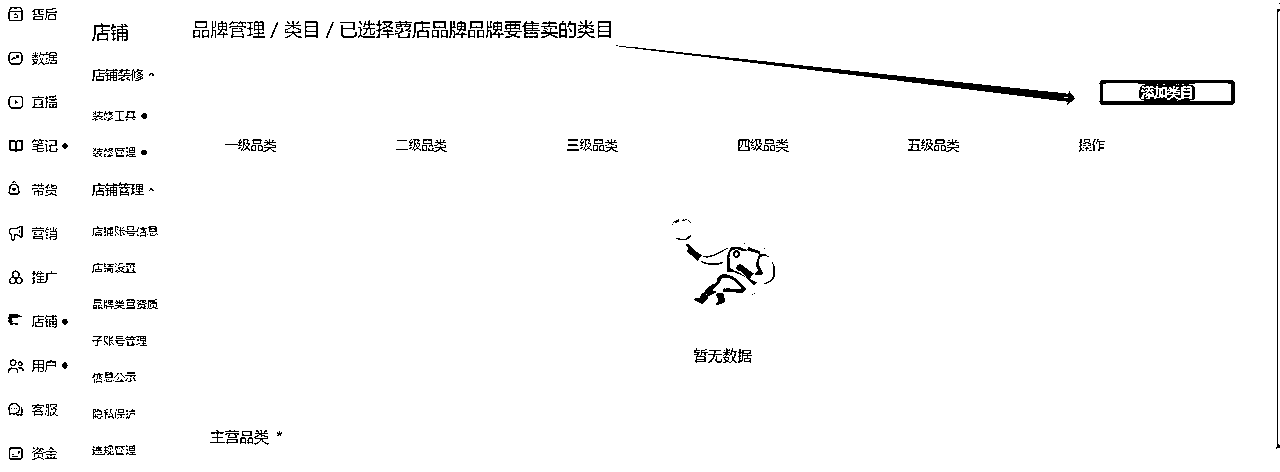 售后
数据
直播
笔记
带货
营销
推广
店铺
用户
客服
资金
店铺
店铺装修
装修工具
装修管理
店铺管理
店铺账号信息
店铺设置
品牌类目资质
子账号管理
信息公示
隐私保护
违规管理
品牌管理 / 类目 / 已选择薯店品牌品牌要售卖的类目
添加类目
一级品类 二级品类 三级品类 四级品类 五级品类 操作
暂无数据
主营品类 *